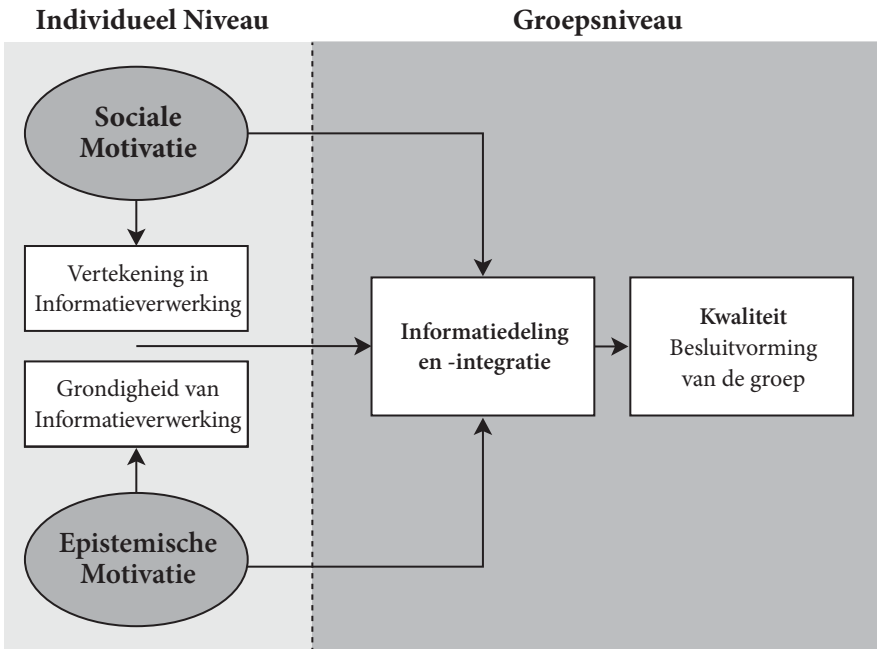 Individueel Niveau
Groepsniveau
Sociale
Motivatie
Vertekening in
Informatieverwerking
Grondigheid van
Informatieverwerking
Epistemische
Motivatie
Informatiedeling
en -integratie
Kwaliteit
Besluitvorming
van de groep